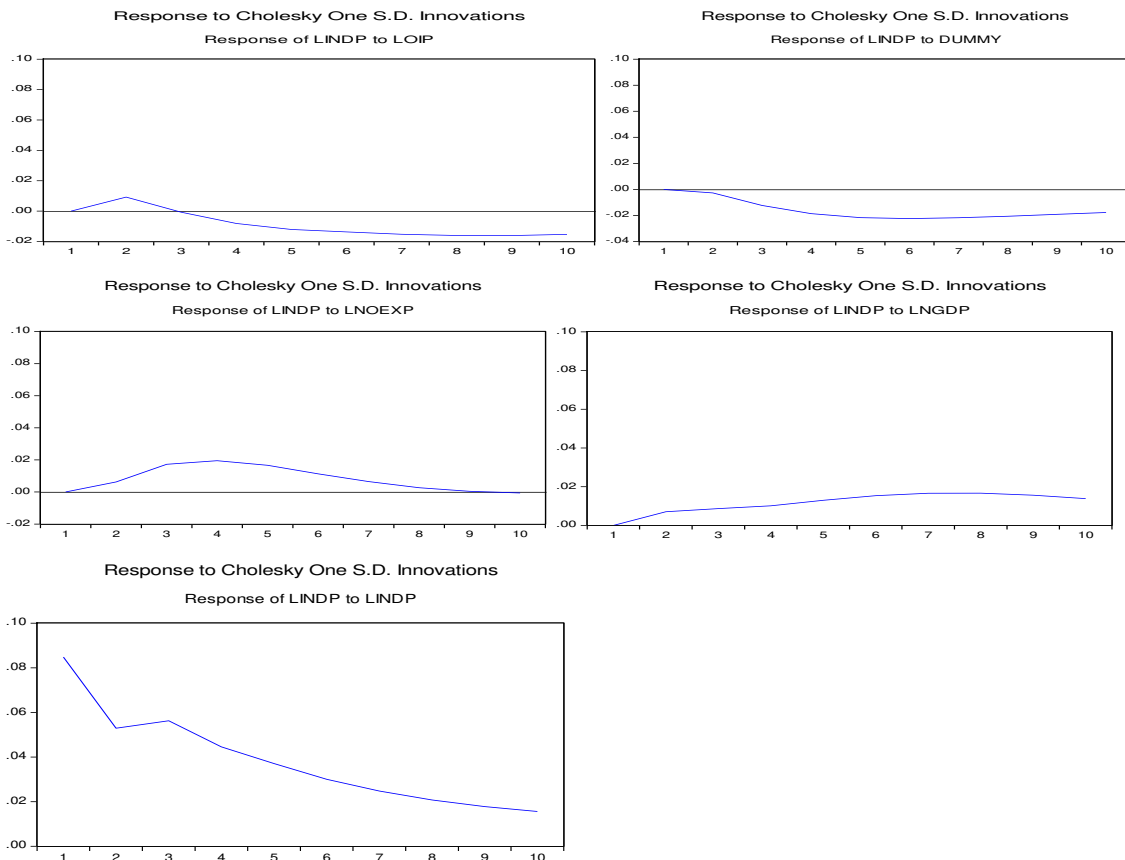 Response to Cholesky One S.D. Innovations
Response of LINDP to LOIP
.10
.08
.06
.04
.02
.00
-.02
1 2 3 4 5 6 7 8 9 10
Response to Cholesky One S.D. Innovations
Response of LINDP to DUMMY
.10
.08
.06
.04
.02
.00
-.02
-.04
1 2 3 4 5 6 7 8 9 10
Response to Cholesky One S.D. Innovations
Response of LINDP to LNOEXP
.10
.08
.06
.04
.02
.00
-.02
1 2 3 4 5 6 7 8 9 10
Response to Cholesky One S.D. Innovations
Response of LINDP to LNGDP
.10
.08
.06
.04
.02
.00
1 2 3 4 5 6 7 8 9 10
Response to Cholesky One S.D. Innovations
Response of LINDP to LINDP
.10
.08
.06
.04
.02
.00
1 2 3 4 5 6 7 8 9 10